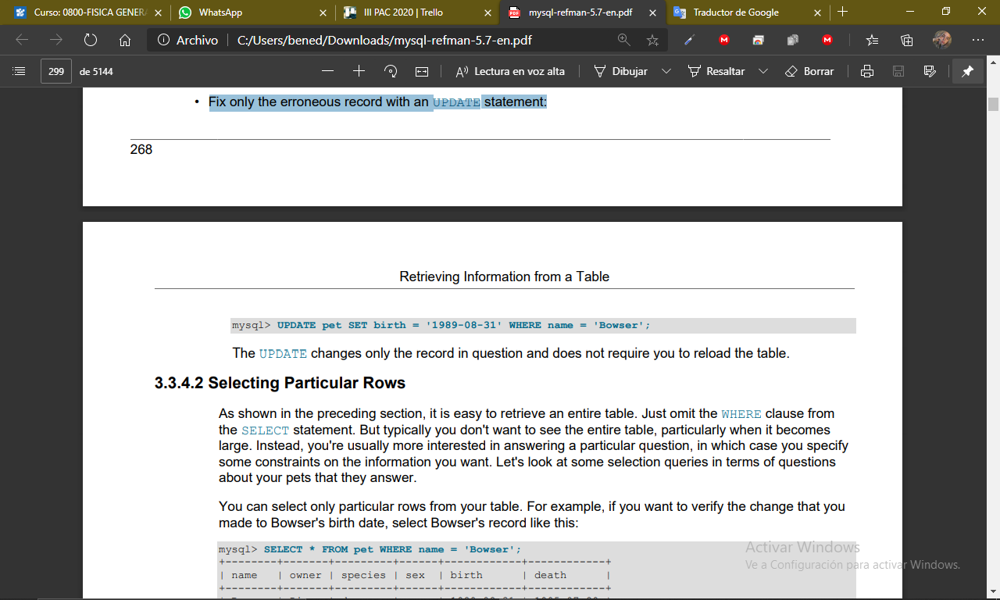 Curso: 0800-FISICA GENER
WhatsApp
III PAC 2020 | Trello
mysql-refman-5.7-en.pdf
Traductor de Google
Archivo
C:/Users/bened/Downloads/mysql-refman-5.7-en.pdf
299 de 5144
Lectura en voz alta
Dibujar
Resaltar
Borrar
• Fix only the erroneous record with an UPDATE statement:
268
Retrieving Information from a Table
mysql> UPDATE pet SET birth = '1989-08-31' WHERE name = 'Bowser';
The UPDATE changes only the record in question and does not require you to reload the table.
3.3.4.2 Selecting Particular Rows
As shown in the preceding section, it is easy to retrieve an entire table. Just omit the WHERE clause from
the SELECT statement. But typically you don't want to see the entire table, particularly when it becomes
large. Instead, you're usually more interested in answering a particular question, in which case you specify
some constraints on the information you want. Let's look at some selection queries in terms of questions
about your pets that they answer.
You can select only particular rows from your table. For example, if you want to verify the change that you
made to Bowser's birth date, select Bowser's record like this:
mysql> SELECT * FROM pet WHERE name = 'Bowser';
+--------+-------+---------+------+------------+------------+
| name | owner | species | sex | birth | death |
+--------+-------+---------+------+------------+------------+
Activar Windows
Ve a Configuración para activar Windows.